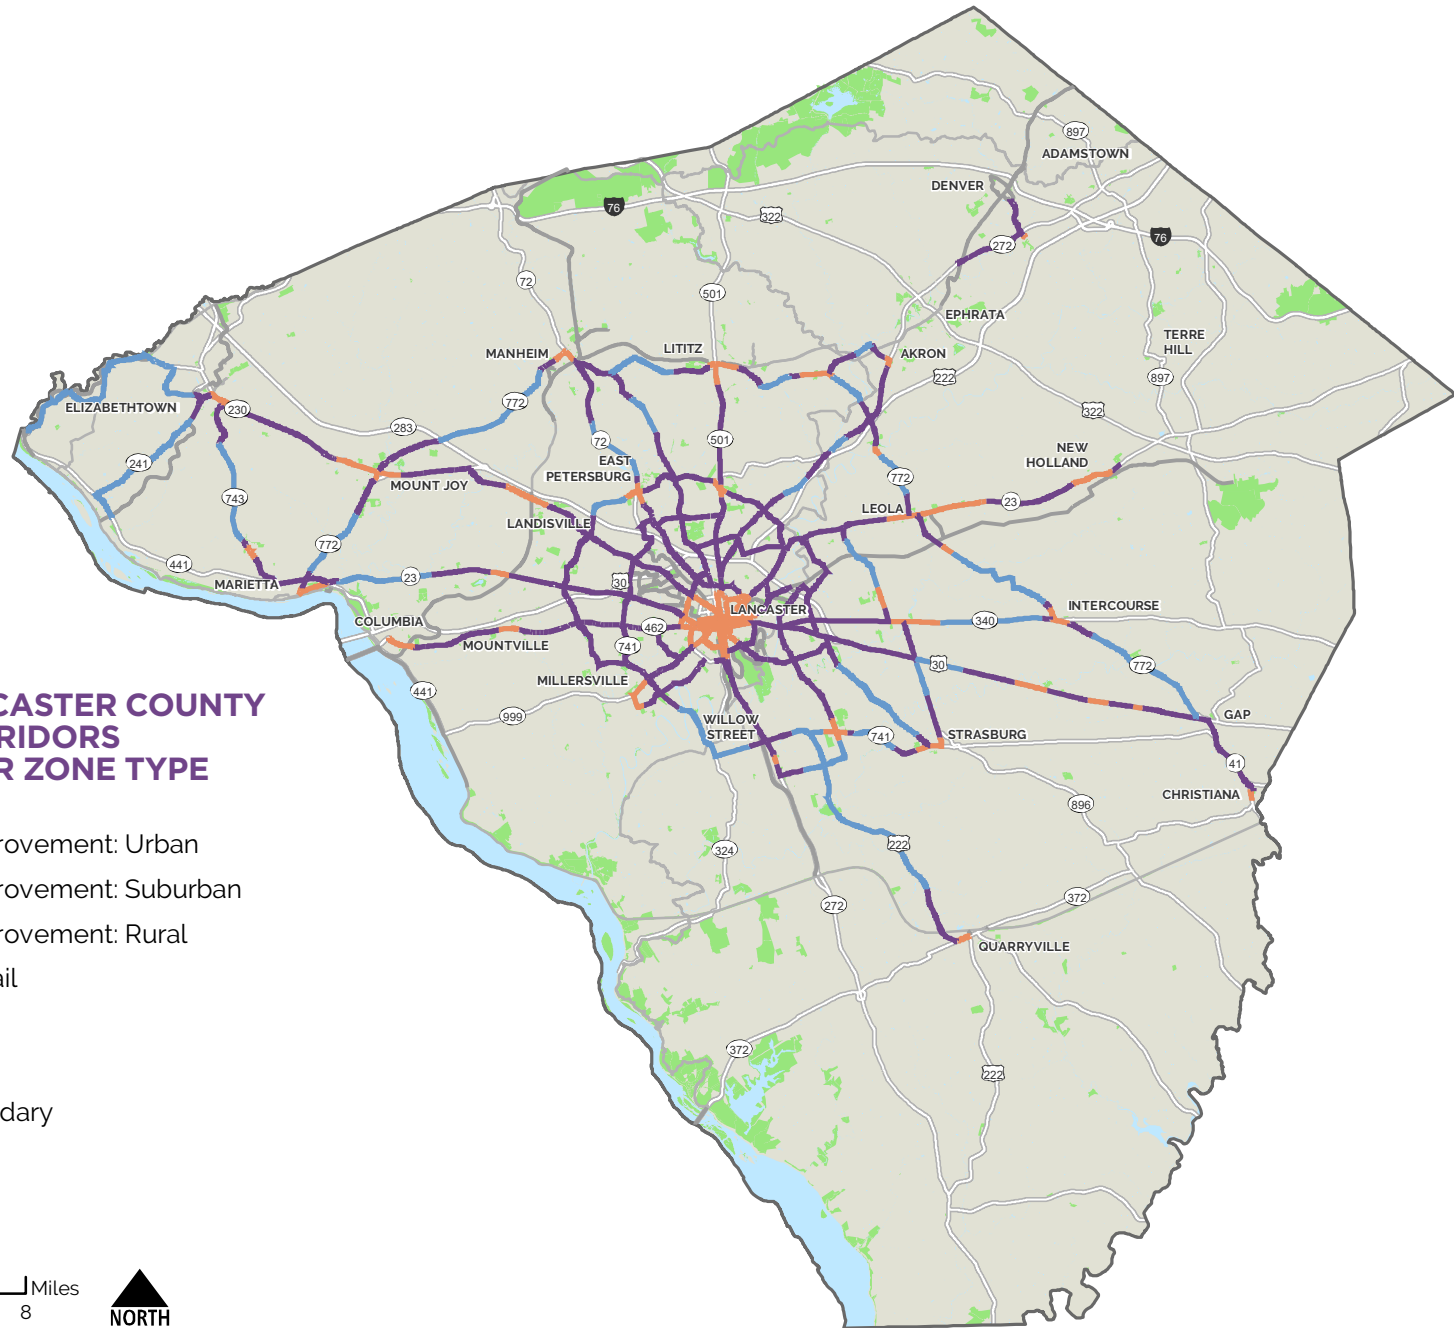 897
ADAMSTOWN
DENVER
76
322
76
272
72
501
EPHRATA
TERRE
HILL
MANHEIM
LITITZ
AKRON
222
897
ELIZABETHTOWN
230
772
322
283
72
501
EAST
PETERSBURG
NEW
HOLLAND
241
MOUNT JOY
772
743
23
LANDISVILLE
LEOLA
772
441
23
30
MARIETTA
LANCASTER
INTERCOURSE
COLUMBIA
462
340
MOUNTVILLE
741
30
772
MILLERSVILLE
441
999
WILLOW
STREET
741
STRASBURG
GAP
41
CHRISTIANA
896
324
222
272
372
QUARRYVILLE
372
222
CASTER COUNTY
RIDORS
R ZONE TYPE
rovement: Urban
rovement: Suburban
rovement: Rural
ail
dary
Miles
8
NORTH